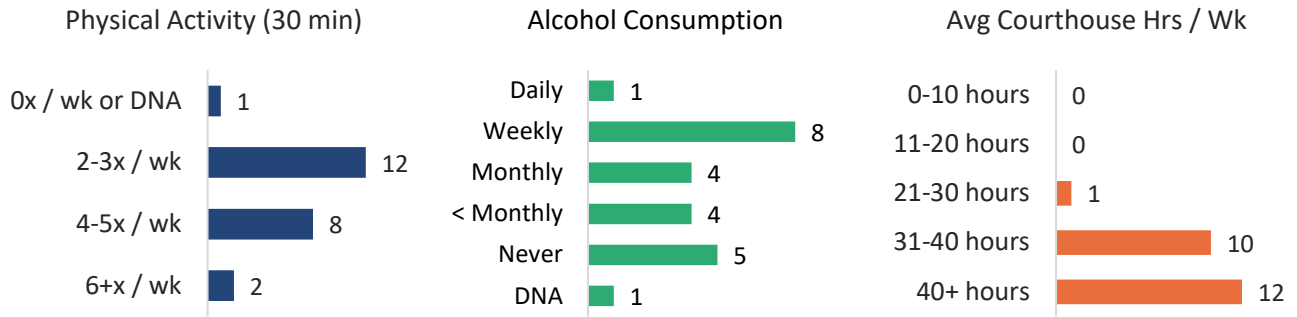 Physical Activity (30 min)
0x / wk or DNA 1
2-3x / wk 12
4-5x / wk 8
6+x / wk 2
Alcohol Consumption
Daily 1
Weekly 8
Monthly 4
< Monthly 4
Never 5
DNA 1
Avg Courthouse Hrs / Wk
0-10 hours 0
11-20 hours 0
21-30 hours 1
31-40 hours 10
40+ hours 12